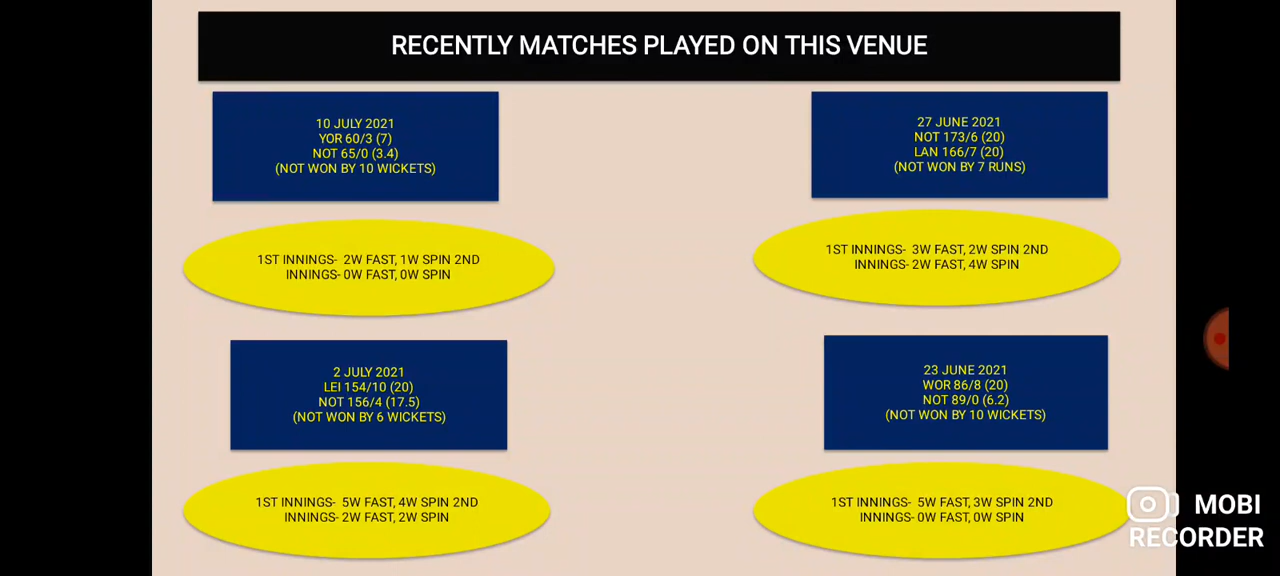 RECENTLY MATCHES PLAYED ON THIS VENUE
10 JULY 2021
YOR 60/3 (7)
NOT 65/0 (3.4)
(NOT WON BY 10 WICKETS)
27 JUNE 2021
NOT 173/6 (20)
LAN 166/7 (20)
(NOT WON BY 7 RUNS)
1ST INNINGS- 2W FAST, 1W SPIN 2ND
INNINGS- 0W FAST, 0W SPIN
1ST INNINGS- 3W FAST, 2W SPIN 2ND
INNINGS- 2W FAST, 4W SPIN
2 JULY 2021
LEI 154/10 (20)
NOT 156/4 (17.5)
(NOT WON BY 6 WICKETS)
23 JUNE 2021
WOR 86/8 (20)
NOT 89/0 (6.2)
(NOT WON BY 10 WICKETS)
1ST INNINGS- 5W FAST, 4W SPIN 2ND
INNINGS- 2W FAST, 2W SPIN
1ST INNINGS- 5W FAST, 3W SPIN 2ND
INNINGS- 0W FAST, 0W SPIN
MOBI
RECORDER